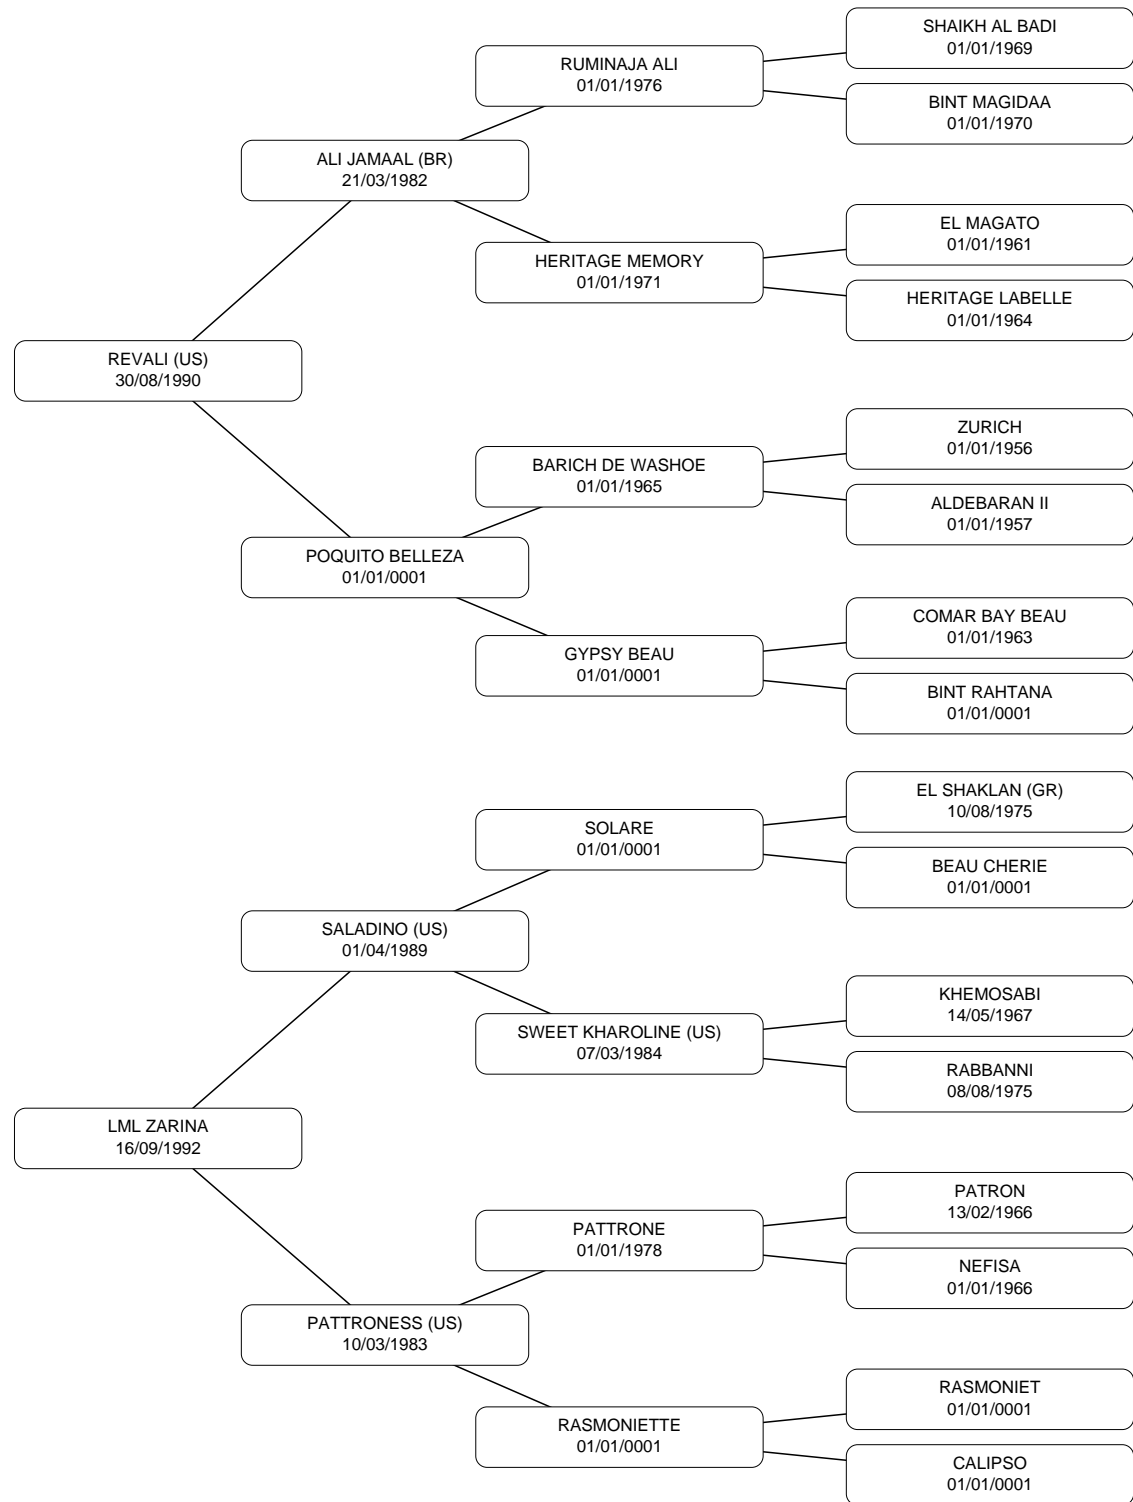 SHAIKH AL BADI
01/01/1969
RUMINAJA ALI
01/01/1976
BINT MAGIDAA
01/01/1970
ALI JAMAAL (BR)
21/03/1982
EL MAGATO
01/01/1961
HERITAGE MEMORY
01/01/1971
HERITAGE LABELLE
01/01/1964
REVALI (US)
30/08/1990
ZURICH
01/01/1956
BARICH DE WASHOE
01/01/1965
ALDEBARAN II
01/01/1957
POQUITO BELLEZA
01/01/0001
COMAR BAY BEAU
01/01/1963
GYPSY BEAU
01/01/0001
BINT RAHTANA
01/01/0001
EL SHAKLAN (GR)
10/08/1975
SOLARE
01/01/0001
BEAU CHERIE
01/01/0001
SALADINO (US)
01/04/1989
KHEMOSABI
14/05/1967
SWEET KHAROLINE (US)
07/03/1984
RABBANNI
08/08/1975
LML ZARINA
16/09/1992
PATRON
13/02/1966
PATTRONE
01/01/1978
NEFISA
01/01/1966
PATTRONESS (US)
10/03/1983
RASMONIET
01/01/0001
RASMONIETTE
01/01/0001
CALIPSO
01/01/0001